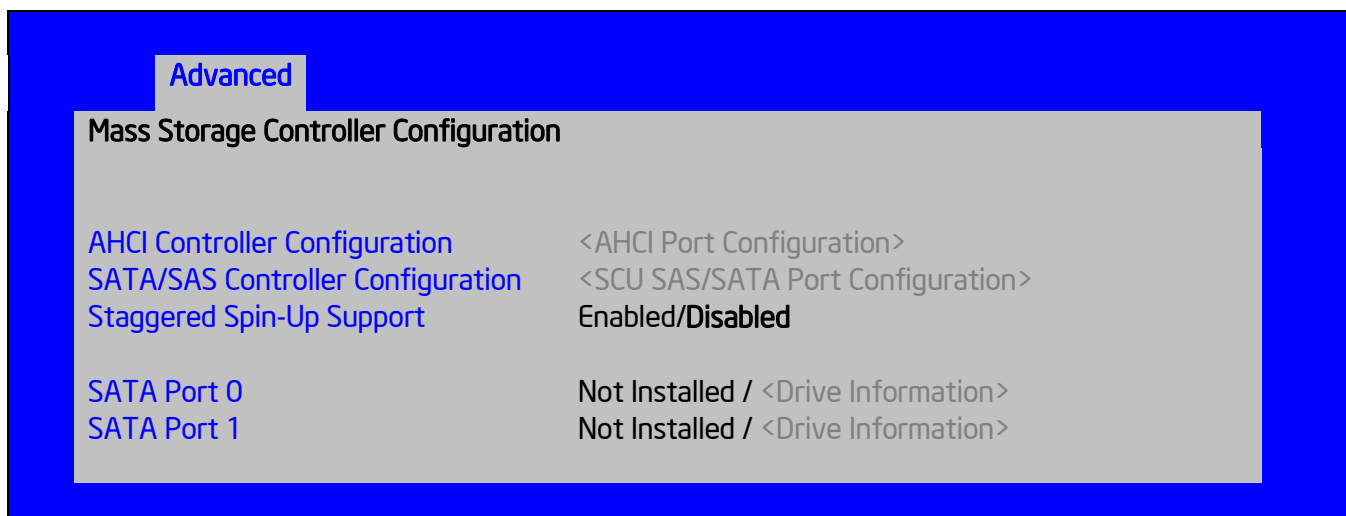 Advanced
Mass Storage Controller Configuration
AHCI Controller Configuration <AHCI Port Configuration>
SATA/SAS Controller Configuration <SCU SAS/SATA Port Configuration>
Staggered Spin-Up Support Enabled/Disabled
SATA Port 0 Not Installed / <Drive Information>
SATA Port 1 Not Installed / <Drive Information>